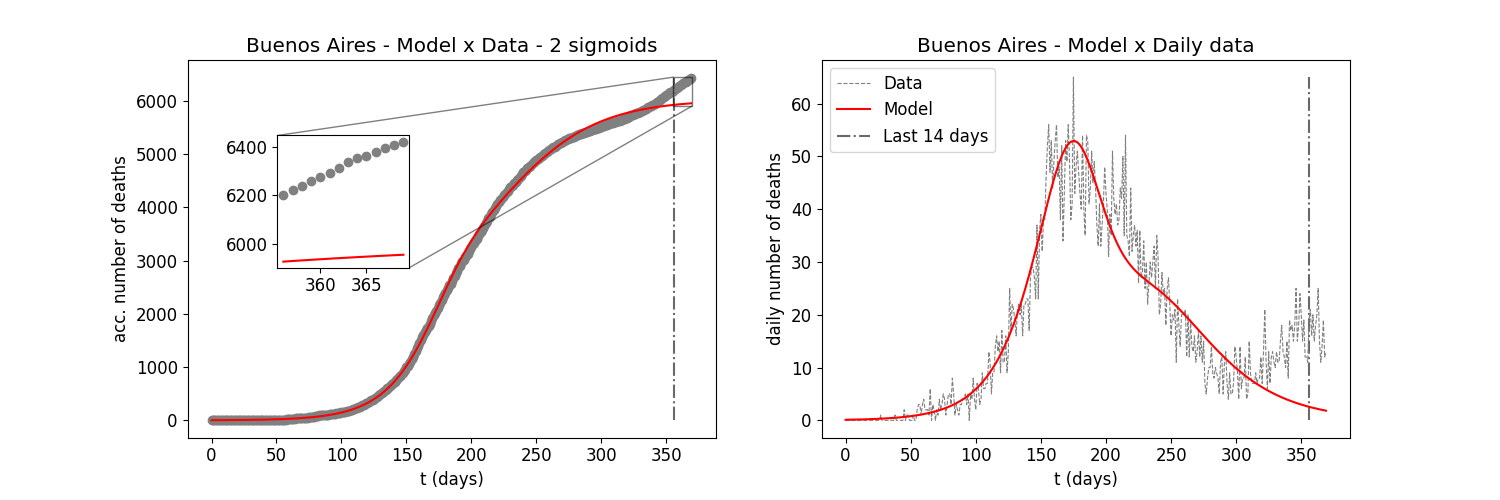 Buenos Aires - Model x Data - 2 sigmoids
acc. number of deaths
6000
5000
4000
3000
2000
1000
0
6400
6200
6000
360 365
0 50 100 150 200 250 300 350
t (days)
Buenos Aires - Model x Daily data
daily number of deaths
60
50
40
30
20
10
0
Data
Model
Last 14 days
0 50 100 150 200 250 300 350
t (days)